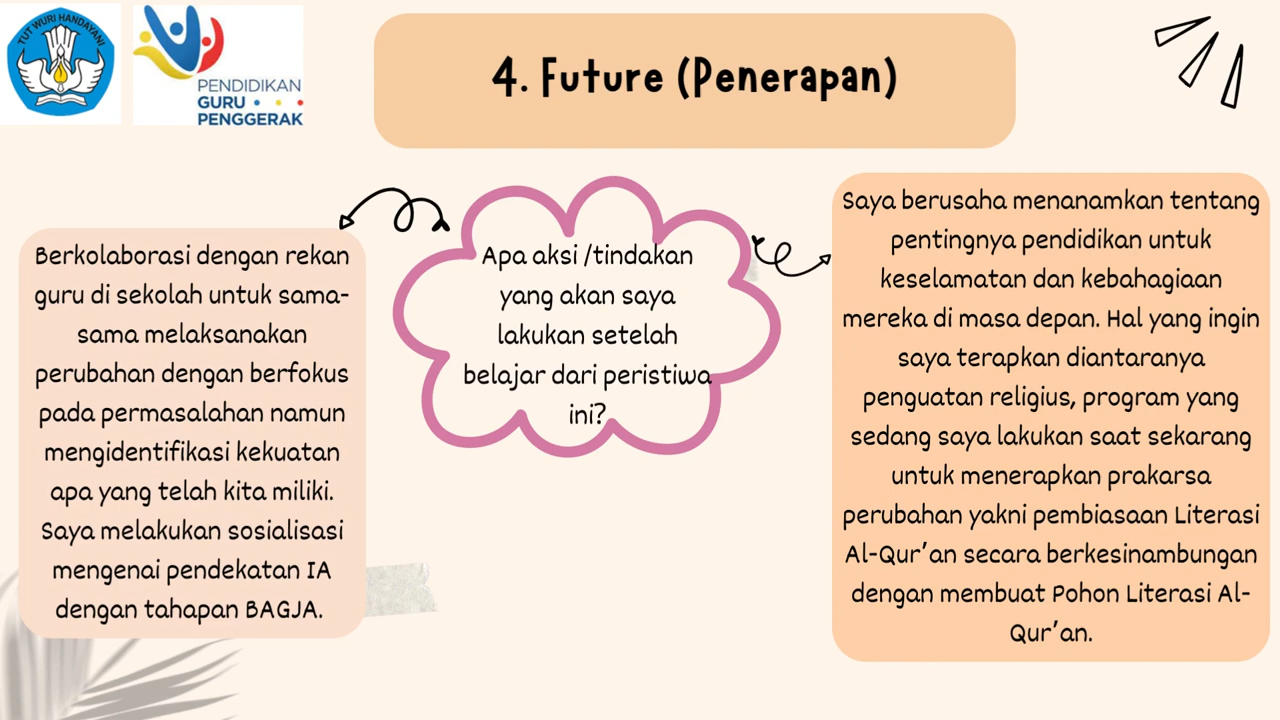 TUT WURI HANDAYANI
PENDIDIKAN
GURU
PENGGERAK
4. Future (Penerapan)
Berkolaborasi dengan rekan
guru di sekolah untuk sama-
sama melaksanakan
perubahan dengan berfokus
pada permasalahan namun
mengidentifikasi kekuatan
apa yang telah kita miliki.
Saya melakukan sosialisasi
mengenai pendekatan IA
dengan tahapan BAGJA.
Apa aksi /tindakan
yang akan saya
lakukan setelah
belajar dari peristiwa
ini?
Saya berusaha menanamkan tentang
pentingnya pendidikan untuk
keselamatan dan kebahagiaan
mereka di masa depan. Hal yang ingin
saya terapkan diantaranya
penguatan religius, program yang
sedang saya lakukan saat sekarang
untuk menerapkan prakarsa
perubahan yakni pembiasaan Literasi
Al-Qur'an secara berkesinambungan
dengan membuat Pohon Literasi Al-
Qur'an.